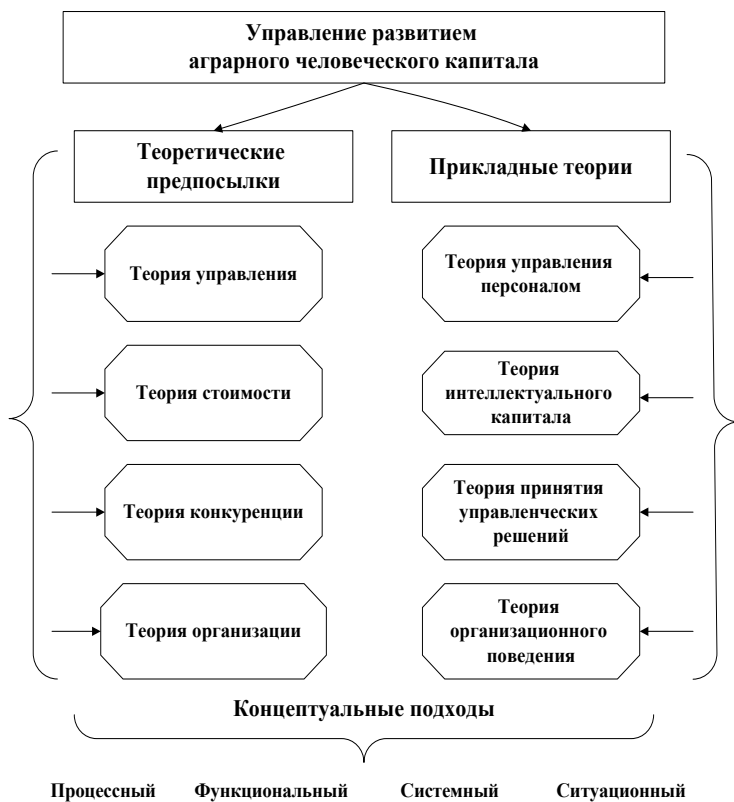 Управление развитием
аграрного человеческого капитала
Теоретические
предпосылки
Прикладные теории
Теория управления
Теория управления
персоналом
Теория стоимости
Теория
интеллектуального
капитала
Теория конкуренции
Теория принятия
управленческих
решений
Теория организации
Теория
организационного
поведения
Концептуальные подходы
Процессный Функциональный Системный Ситуационный